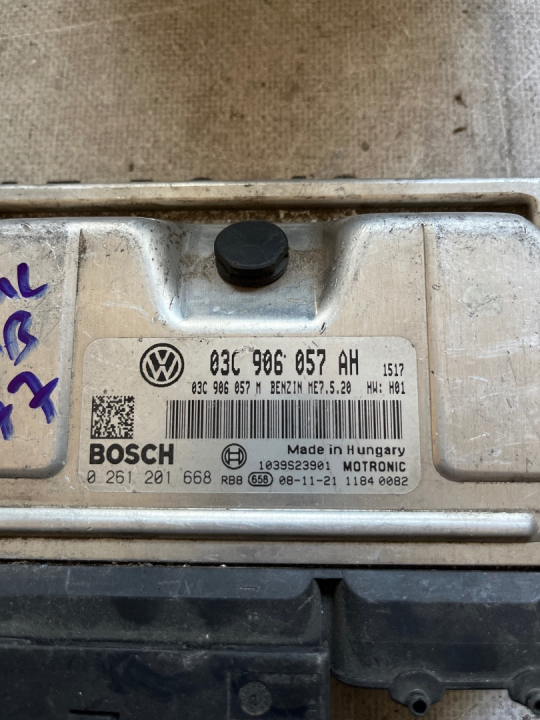 03C 906 057 AH 1517
03C 906 057 M BENZIN ME7.5.20 HW: H01
BOSCH
Made in Hungary
1039S23901 MOTRONIC
0 261 201 668 RBB 658 08-11-21 1184 0082